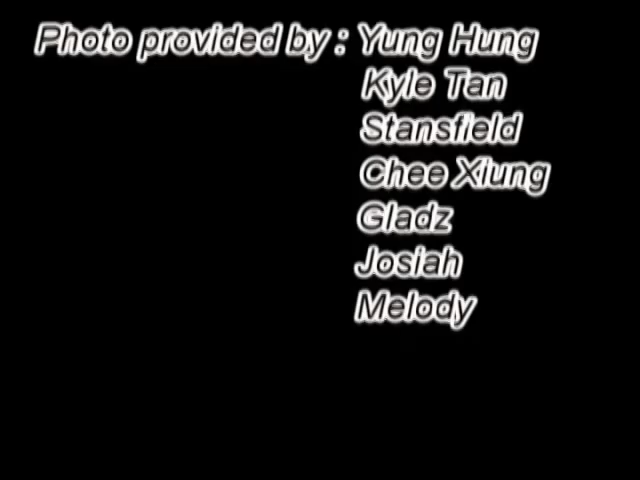 Photo provided by : Yung Hung
Kyle Tan
Stansfield
Chee Xiung
Gladz
Josiah
Melody